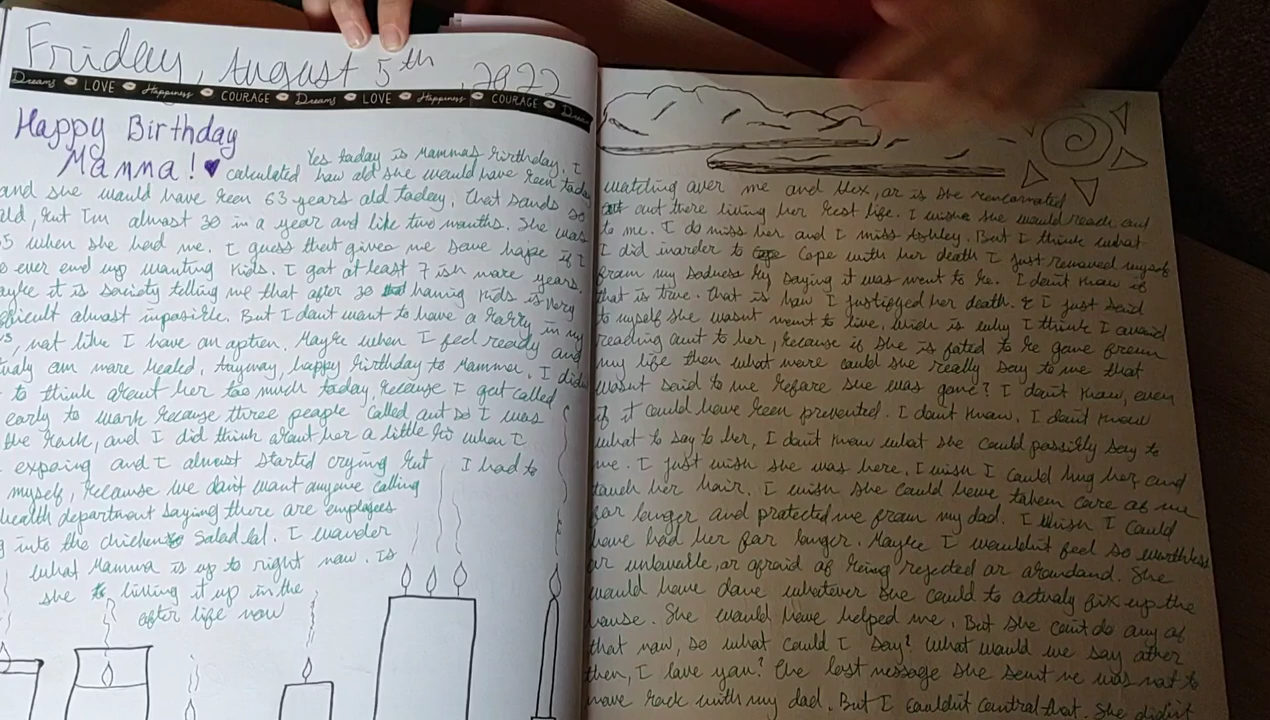 Friday, August 5th, 2022
Dreams LOVE Happiness COURAGE Dreams LOVE Happiness COURAGE
Happy Birthday
Mamma!
Yes today is Mammas birthday. I
calculated how old she would have been today
and she would have been 63 years old today. That sands so
old, but I'm almost 30 in a year and like two months. She was
35 when she had me. I guess that gives me some hope if I
ever end up wanting kids. I got at least 7 ish more years.
Maybe it is society telling me that after 30 having kids is very
difficult almost imposible. But I don't want to have a in my
not like I have an option. Maybe when I feel ready and
am more healed. Anyway, happy birthday to Mamma. I didn't
to think about her too much today because I got called
early to work because three people called out so I was
the back, and I did think about her a little bit when I
expoing and I almost started crying but I had to
myself, because we don't want anyone calling
health department saying there are employees
into the chicken salad lol. I wonder
what Mamma is up to right now. Is
she living it up in the
after life now
watching over me and Alex, or is she reencarnated
out there living her best life. I wish she would reach out
to me. I do miss her and I miss Ashley. But I think what
I did inorder to cope with her death I just removed myself
from my sadness by saying it was ment to be. I don't know if
that is true. That is how I justifyed her death. & I just said
to myself she wasnt ment to live. Wich is why I think I avoid
reaching aunt to her, because if she is fated to be gone from
my life then what more could she really say to me that
wasnt said to me before she was gone? I don't know, even
if it could have been prevented. I don't know. I don't know
what to say to her, I don't know what she could possibly say to
me. I just wish she was here. I wish I could hug her and
touch her hair. I wish she could have taken care of me
for longer and protected me from my dad. I wish I could
have had her for longer. Maybe I wouldn't feel so worthless
or unlovable, or afraid of being rejected or aboundand. She
would have done whatever she could to actualy fix up the
house. She would have helped me. But she can't do any of
that now, so what could I say? What would we say other
then, I love you? The last message she sent me was not to
move back with my dad. But I couldn't control that. She didn't